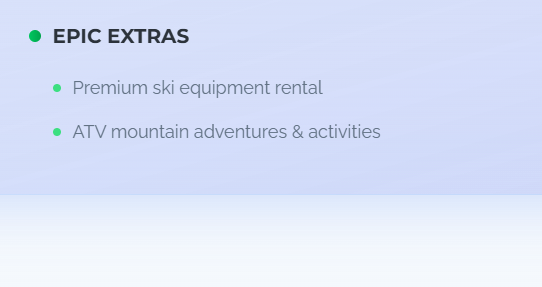 EPIC EXTRAS
Premium ski equipment rental
ATV mountain adventures & activities